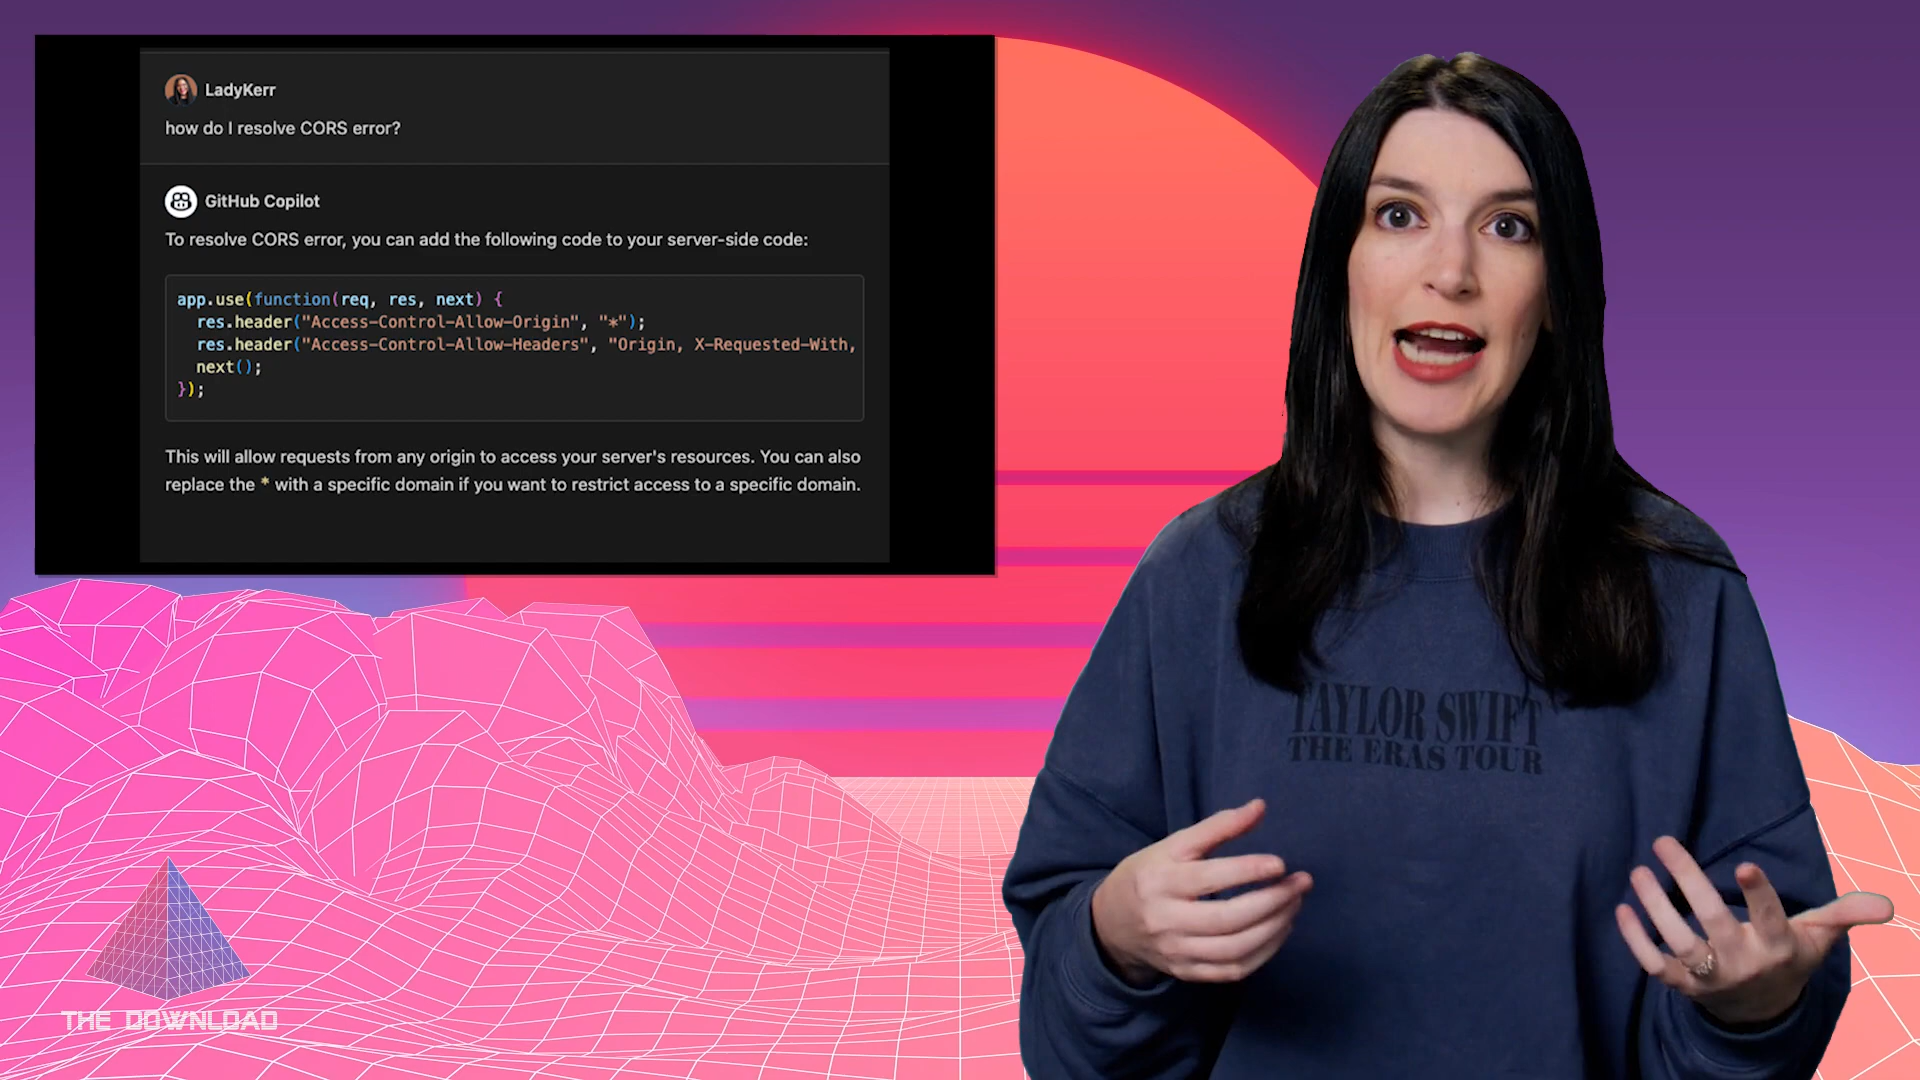 LadyKerr
how do I resolve CORS error?
GitHub Copilot
To resolve CORS error, you can add the following code to your server-side code:
app.use(function(req, res, next) {
res.header("Access-Control-Allow-Origin", "*");
res.header("Access-Control-Allow-Headers", "Origin, X-Requested-With,
next();
});
This will allow requests from any origin to access your server's resources. You can also
replace the * with a specific domain if you want to restrict access to a specific domain.
TAYLOR SWIFT
THE ERAS TOUR
THE DOWNLOAD